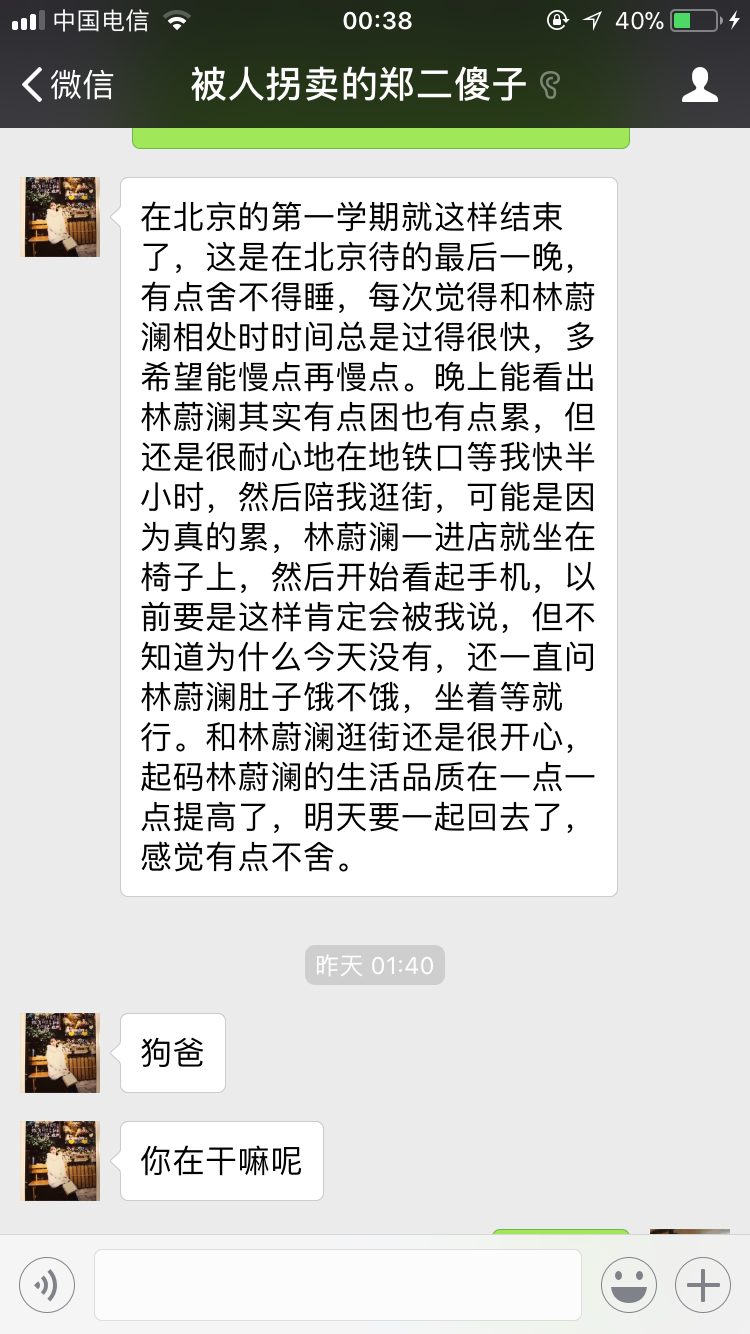 中国电信
00:38
40%
微信
被人拐卖的郑二傻子
在北京的第一学期就这样结束
了，这是在北京待的最后一晚，
有点舍不得睡，每次觉得和林蔚
澜相处时时间总是过得很快，多
希望能慢点再慢点。晚上能看出
林蔚澜其实有点困也有点累，但
还是很耐心地在地铁口等我快半
小时，然后陪我逛街，可能是因
为真的累，林蔚澜一进店就坐在
椅子上，然后开始看起手机，以
前要是这样肯定会被我说，但不
知道为什么今天没有，还一直问
林蔚澜肚子饿不饿，坐着等就
行。和林蔚澜逛街还是很开心，
起码林蔚澜的生活品质在一点一
点提高了，明天要一起回去了，
感觉有点不舍。
昨天 01:40
狗爸
你在干嘛呢